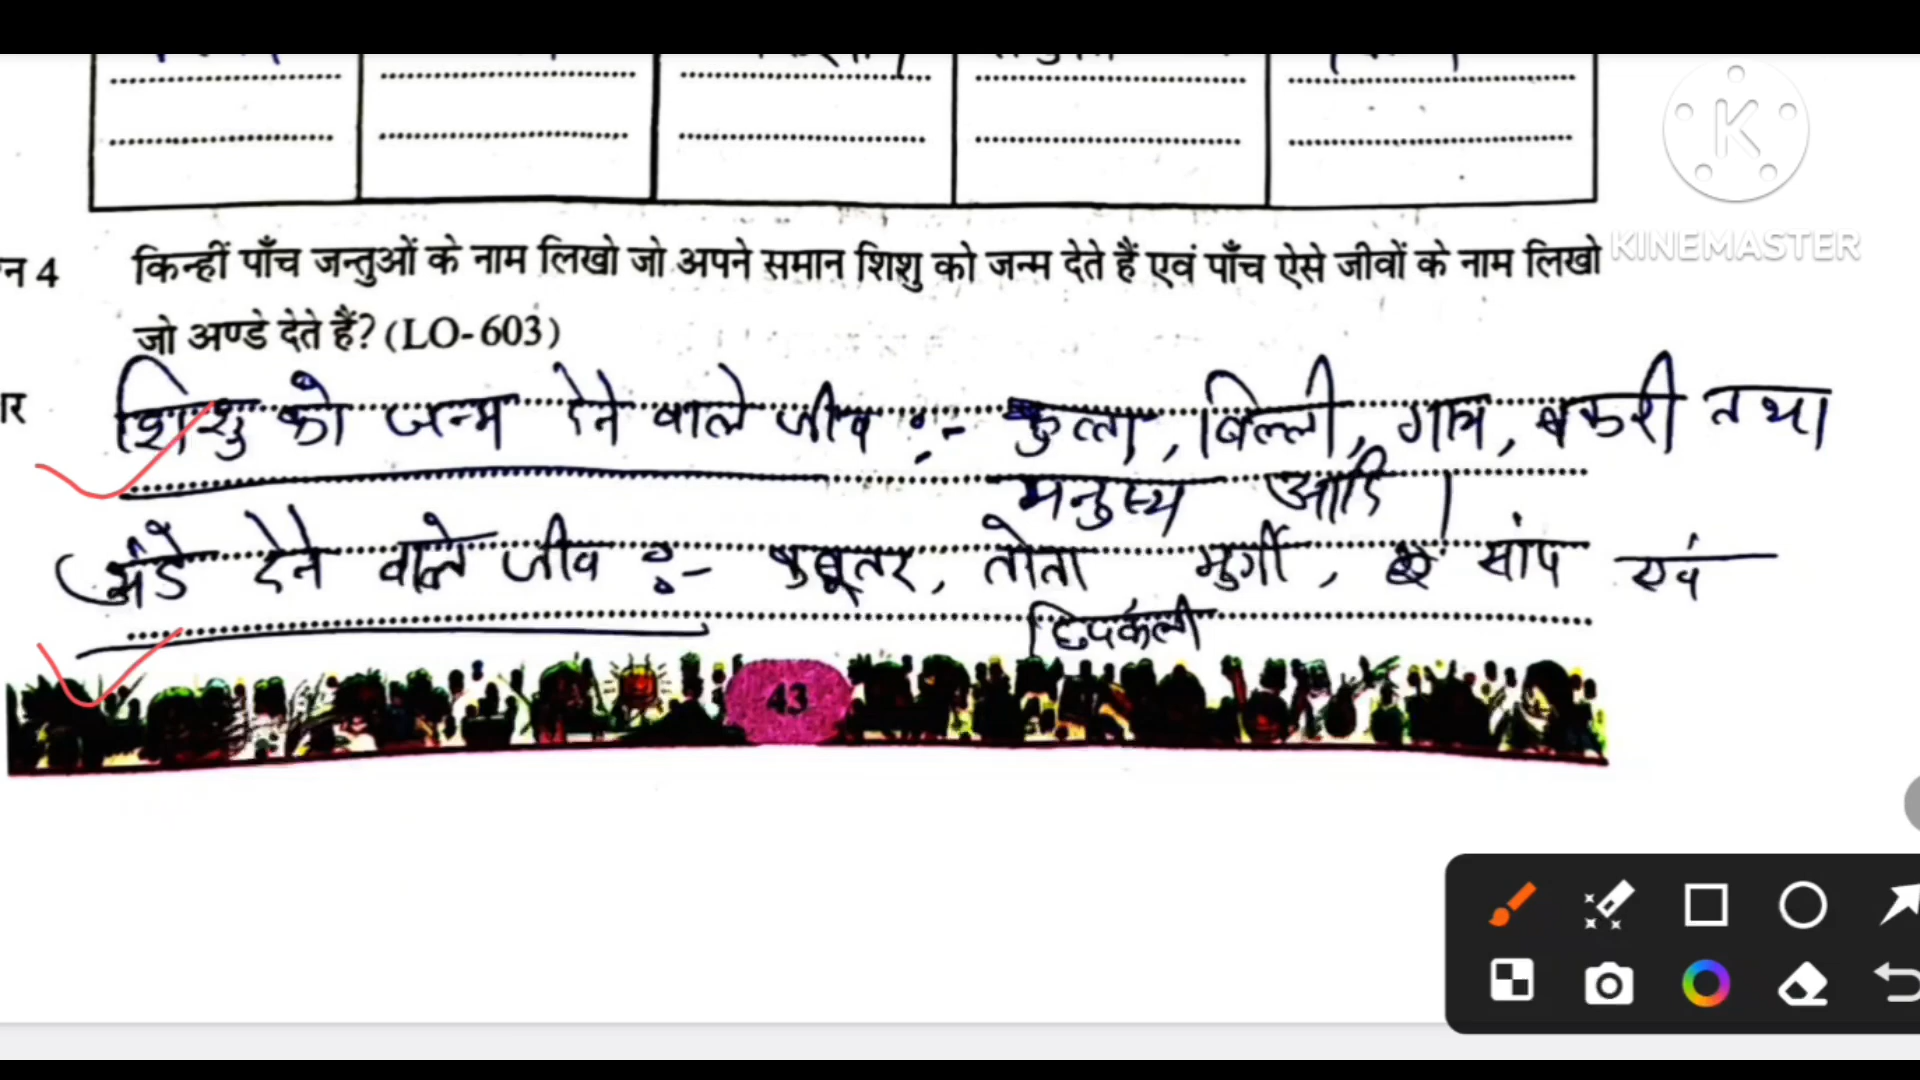 KINEMASTER
न 4 किन्हीं पाँच जन्तुओं के नाम लिखो जो अपने समान शिशु को जन्म देते हैं एवं पाँच ऐसे जीवों के नाम लिखो
जो अण्डे देते हैं? (LO-603)
र शिशु को जन्म देने वाले जीव :- कुत्ता, बिल्ली, गाय, बकरी तथा
मनुष्य आदि ।
अंडे देने वाले जीव :- कबूतर, तोता मुर्गी, सांप एवं
छिपकली
43